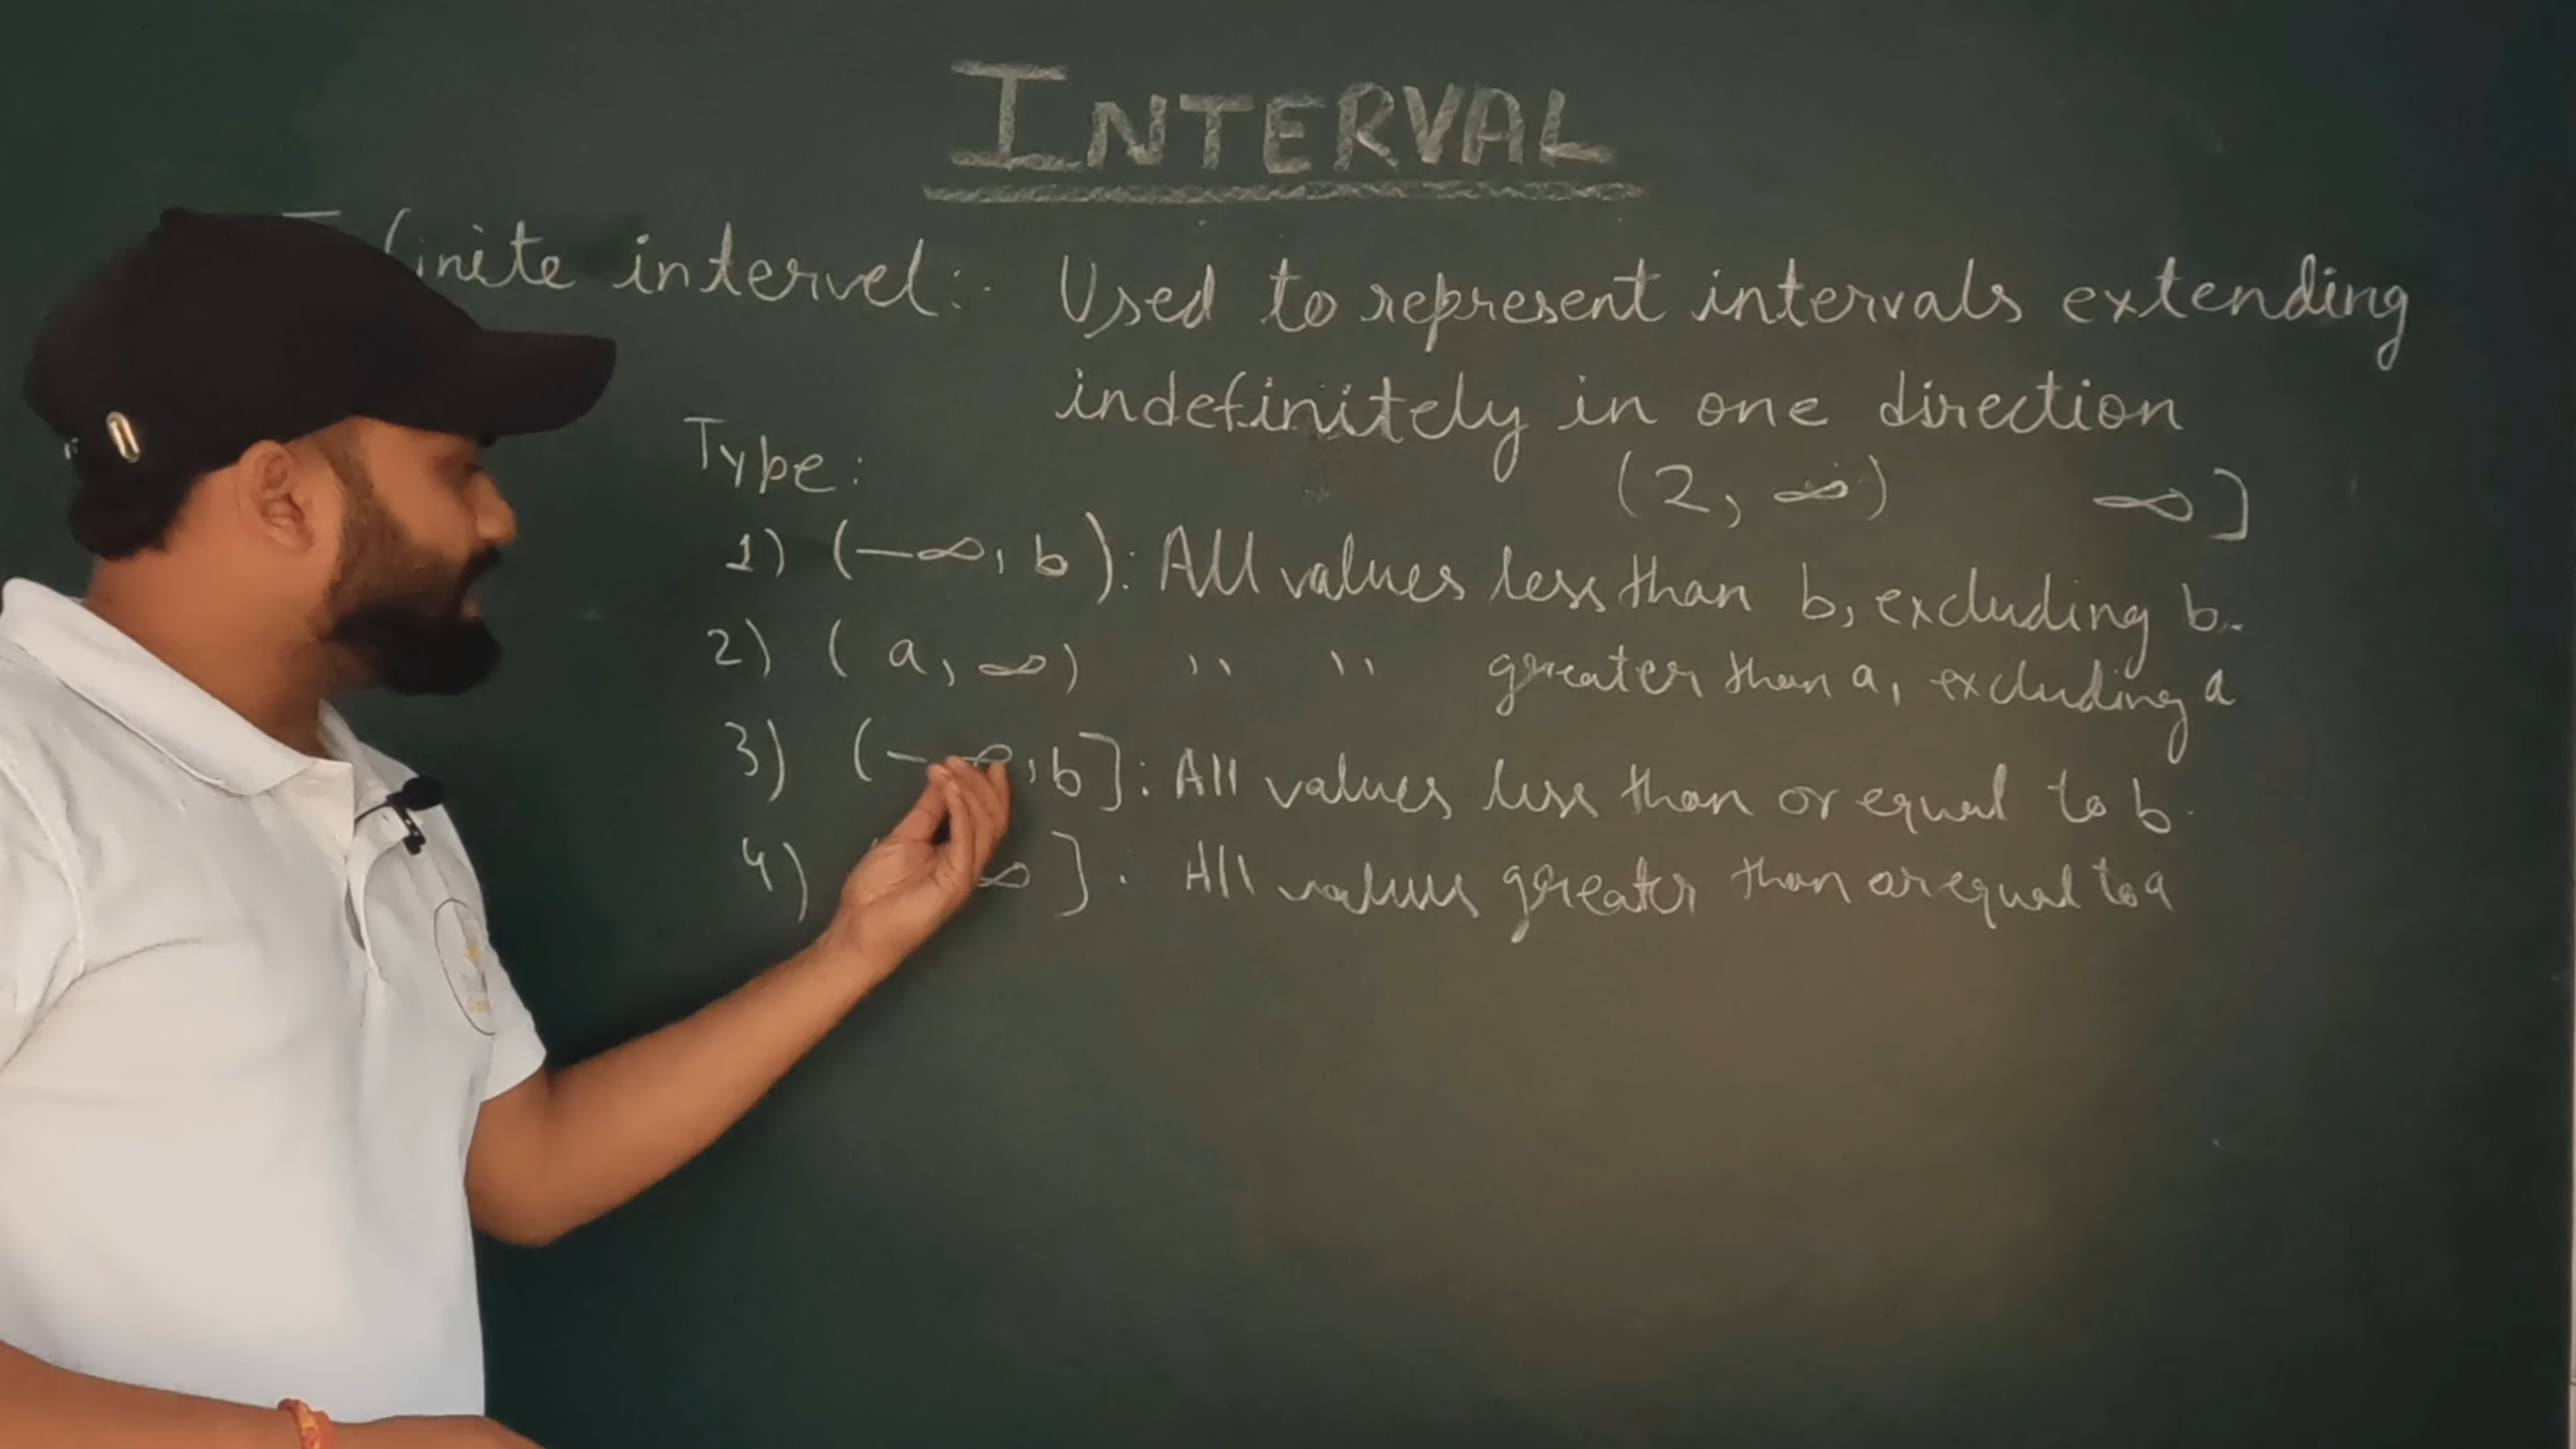 INTERVAL
finite intervel:- Used to represent intervals extending
indefinitely in one direction
Type:
(2, ∞) ∞]
1) (-∞, b): All values less than b, excluding b.
2) (a, ∞) '' '' greater than a, excluding a
3) (-∞, b]: All values less than or equal to b.
4) ∞]. All values greater than or equal to a